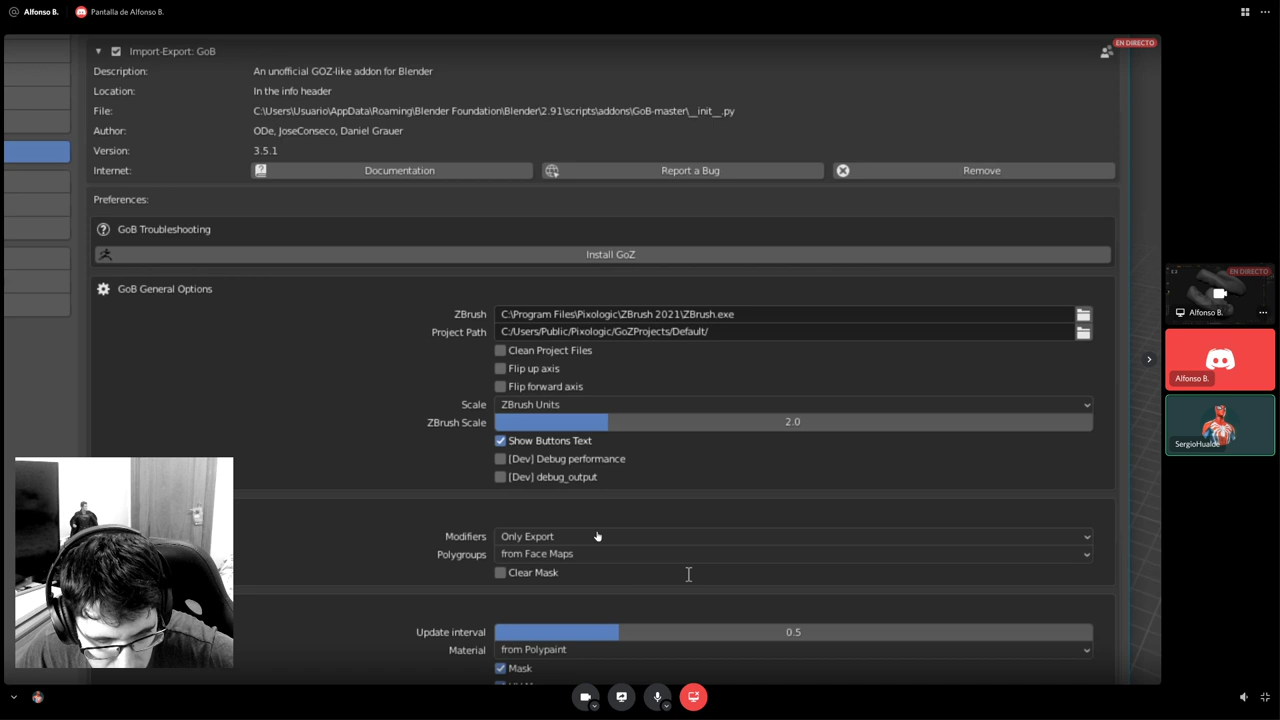 Alfonso B.
Pantalla de Alfonso B.
EN DIRECTO
Import-Export: GoB
Description: An unofficial GOZ-like addon for Blender
Location: In the info header
File: C:\Users\Usuario\AppData\Roaming\Blender Foundation\Blender\2.91\scripts\addons\GoB-master\__init__.py
Author: ODe, JoseConseco, Daniel Grauer
Version: 3.5.1
Internet: Documentation Report a Bug Remove
Preferences:
GoB Troubleshooting
Install GoZ
GoB General Options
ZBrush C:\Program Files\Pixologic\ZBrush 2021\ZBrush.exe
Project Path C:/Users/Public/Pixologic/GoZProjects/Default/
Clean Project Files
Flip up axis
Flip forward axis
Scale ZBrush Units
ZBrush Scale 2.0
Show Buttons Text
[Dev] Debug performance
[Dev] debug_output
Modifiers Only Export
Polygroups from Face Maps
Clear Mask
Update interval 0.5
Material from Polypaint
Mask
EN DIRECTO
Alfonso B.
Alfonso B.
SergioHualde